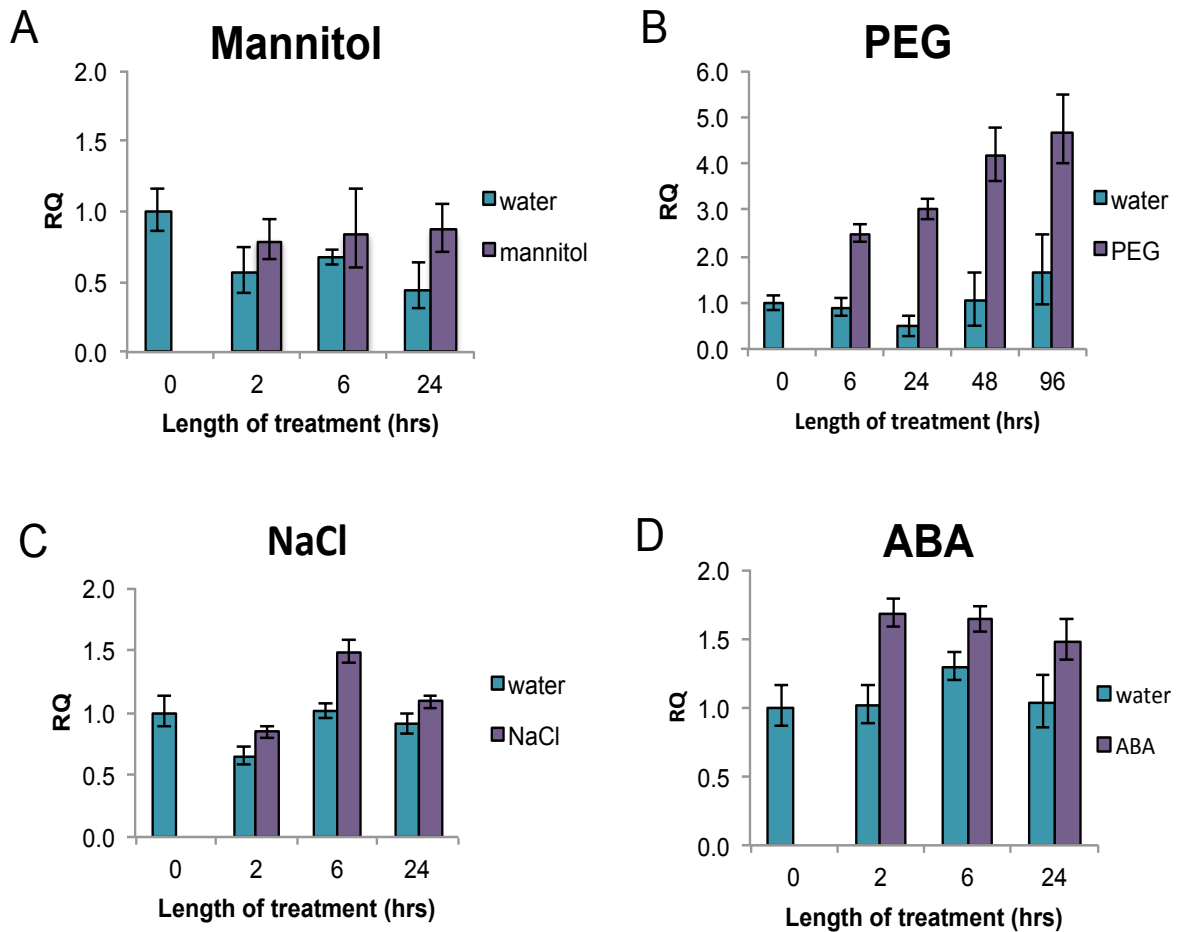 A
Mannitol
2.0
1.5
1.0
0.5
0.0
RQ
0 2 6 24
Length of treatment (hrs)
water
mannitol
B
PEG
6.0
5.0
4.0
3.0
2.0
1.0
0.0
RQ
0 6 24 48 96
Length of treatment (hrs)
water
PEG
C
NaCl
2.0
1.5
1.0
0.5
0.0
RQ
0 2 6 24
Length of treatment (hrs)
water
NaCl
D
ABA
2.0
1.5
1.0
0.5
0.0
RQ
0 2 6 24
Length of treatment (hrs)
water
ABA